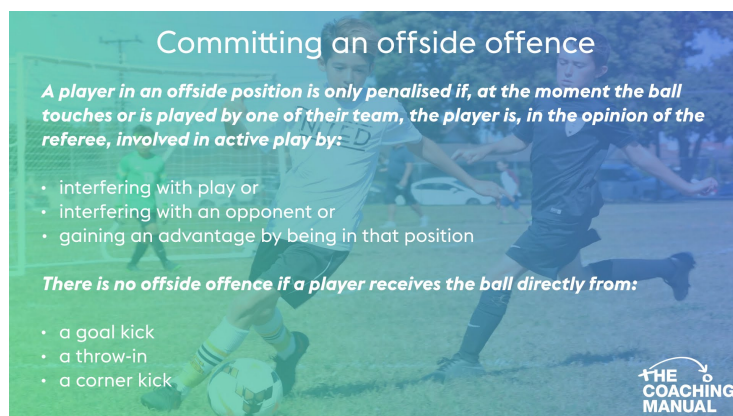 Committing an offside offence
A player in an offside position is only penalised if, at the moment the ball
touches or is played by one of their team, the player is, in the opinion of the
referee, involved in active play by:
• interfering with play or
• interfering with an opponent or
• gaining an advantage by being in that position
There is no offside offence if a player receives the ball directly from:
• a goal kick
• a throw-in
• a corner kick
THE
COACHING
MANUAL